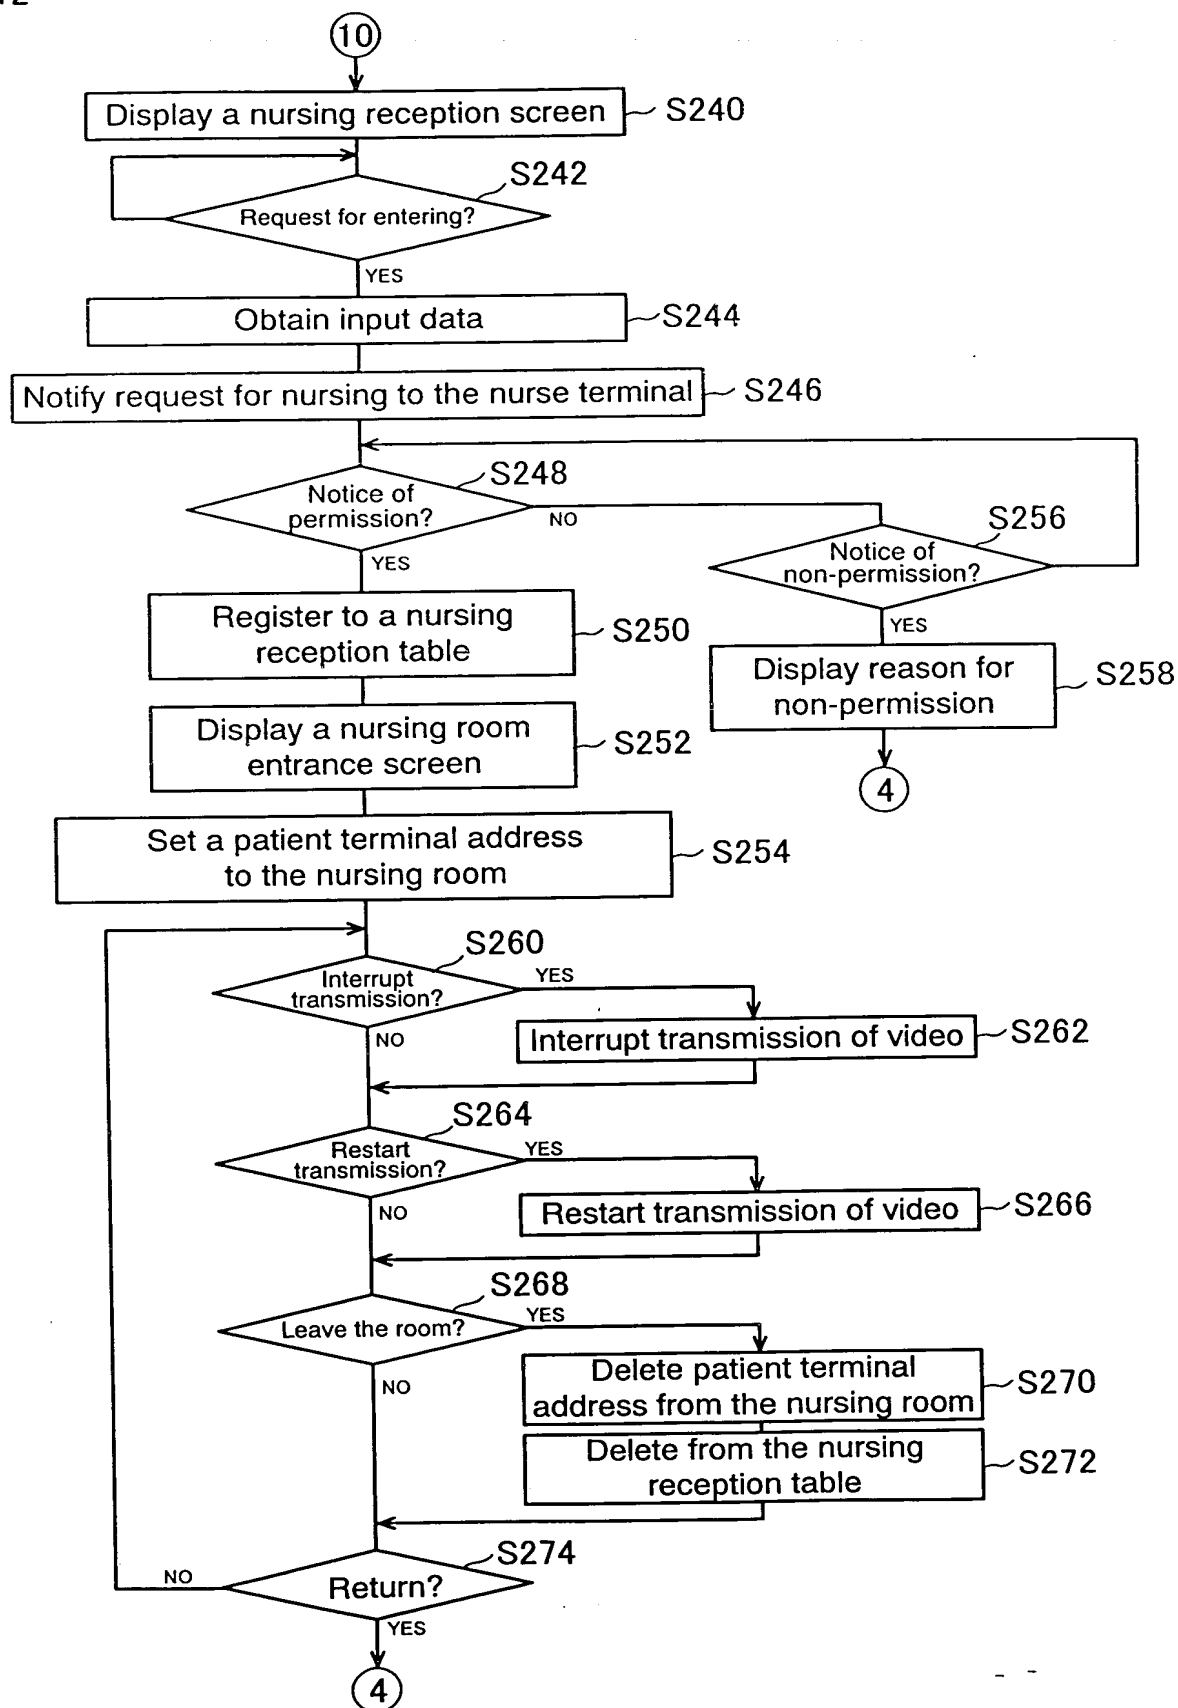 10
Display a nursing reception screen
S240
S242
Request for entering?
YES
Obtain input data
S244
Notify request for nursing to the nurse terminal
S246
S248
Notice of
permission?
NO
YES
S256
Notice of
non-permission?
YES
Register to a nursing
reception table
S250
Display reason for
non-permission
S258
4
Display a nursing room
entrance screen
S252
Set a patient terminal address
to the nursing room
S254
S260
Interrupt
transmission?
YES
NO
Interrupt transmission of video
S262
S264
Restart
transmission?
YES
NO
Restart transmission of video
S266
S268
Leave the room?
YES
NO
Delete patient terminal
address from the nursing room
S270
Delete from the nursing
reception table
S272
S274
Return?
NO
YES
4